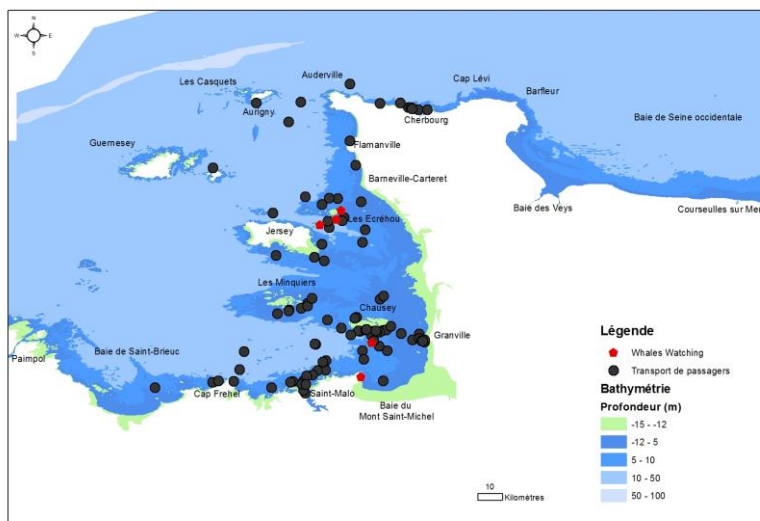 N
W E
S
Les Casquets
Auderville
Cap Lévi
Barfleur
Aurigny
Cherbourg
Baie de Seine occidentale
Guernesey
Flamanville
Barneville-Carteret
Baie des Veys
Courseulles sur Mer
Les Ecréhou
Jersey
Les Minquiers
Chausey
Granville
Baie de Saint-Brieuc
Paimpol
Cap Fréhel
Saint-Malo
Baie du
Mont Saint-Michel
10
Kilomètres
Légende
Whales Watching
Transport de passagers
Bathymétrie
Profondeur (m)
-15 - -12
-12 - 5
5 - 10
10 - 50
50 - 100